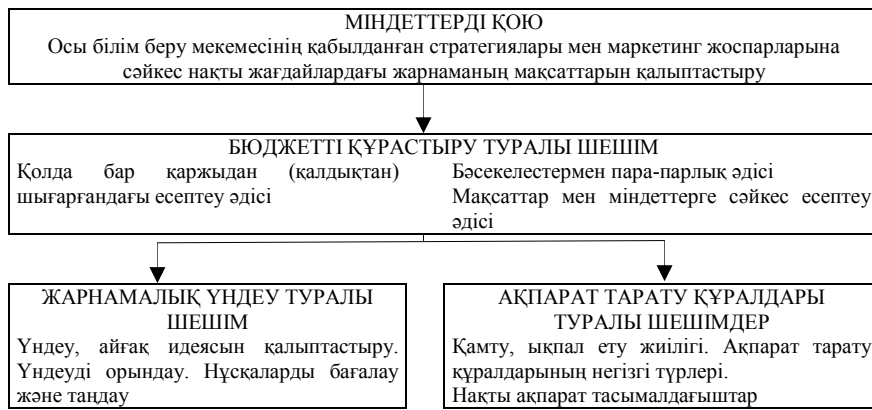 МІНДЕТТЕРДІ ҚОЮ
Осы білім беру мекемесінің қабылданған стратегиялары мен маркетинг жоспарларына
сәйкес нақты жағдайлардағы жарнаманың мақсаттарын қалыптастыру
БЮДЖЕТТІ ҚҰРАСТЫРУ ТУРАЛЫ ШЕШІМ
Қолда бар қаржыдан (қалдықтан)
шығарғандағы есептеу әдісі
Бәсекелестермен пара-парлық әдісі
Мақсаттар мен міндеттерге сәйкес есептеу
әдісі
ЖАРНАМАЛЫҚ ҮНДЕУ ТУРАЛЫ
ШЕШІМ
Үндеу, айғақ идеясын қалыптастыру.
Үндеуді орындау. Нұсқаларды бағалау
және таңдау
АҚПАРАТ ТАРАТУ ҚҰРАЛДАРЫ
ТУРАЛЫ ШЕШІМДЕР
Қамту, ықпал ету жиілігі. Ақпарат тарату
құралдарының негізгі түрлері.
Нақты ақпарат тасымалдағыштар